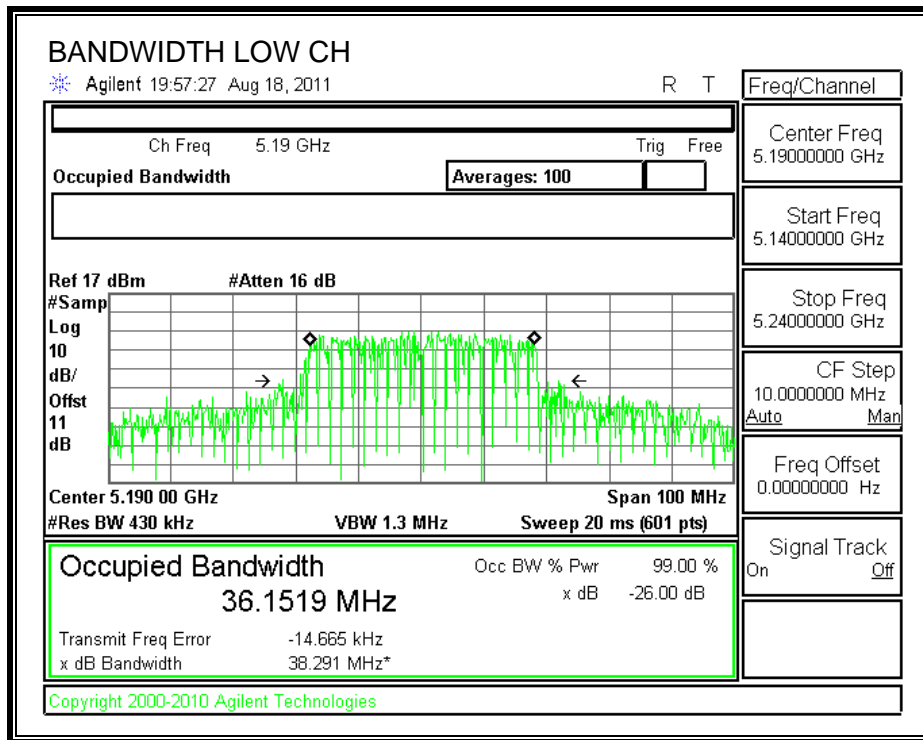 BANDWIDTH LOW CH
Agilent 19:57:27 Aug 18, 2011 R T
Freq/Channel
Ch Freq 5.19 GHz Trig Free
Occupied Bandwidth Averages: 100
Center Freq
5.19000000 GHz
Start Freq
5.14000000 GHz
Stop Freq
5.24000000 GHz
CF Step
10.0000000 MHz
Auto Man
Freq Offset
0.00000000 Hz
Signal Track
On Off
Ref 17 dBm #Atten 16 dB
#Samp
Log
10
dB/
Offst
11
dB
Center 5.190 00 GHz Span 100 MHz
#Res BW 430 kHz VBW 1.3 MHz Sweep 20 ms (601 pts)
Occupied Bandwidth Occ BW % Pwr 99.00 %
36.1519 MHz x dB -26.00 dB
Transmit Freq Error -14.665 kHz
x dB Bandwidth 38.291 MHz*
Copyright 2000-2010 Agilent Technologies